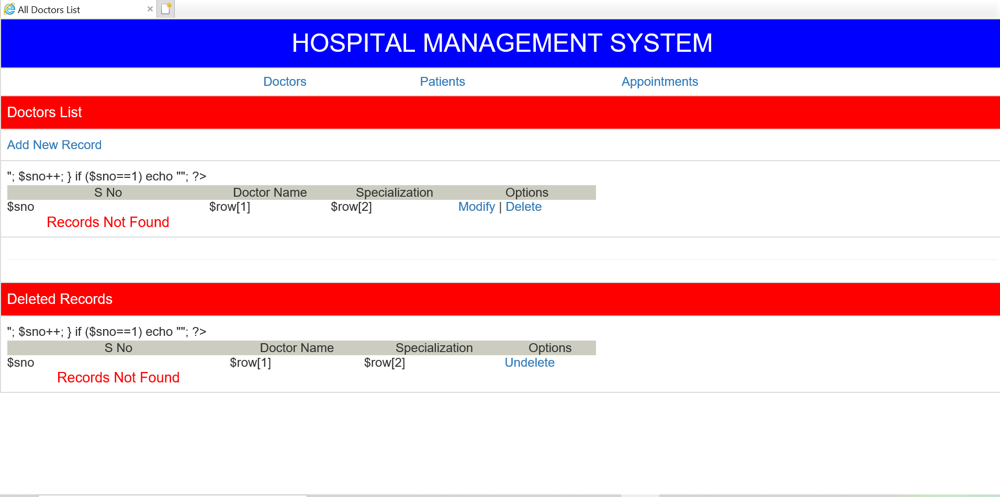 All Doctors List
HOSPITAL MANAGEMENT SYSTEM
Doctors Patients Appointments
Doctors List
Add New Record
"; $sno++; } if ($sno==1) echo ""; ?>
S No Doctor Name Specialization Options
$sno $row[1] $row[2] Modify | Delete
Records Not Found
Deleted Records
"; $sno++; } if ($sno==1) echo ""; ?>
S No Doctor Name Specialization Options
$sno $row[1] $row[2] Undelete
Records Not Found